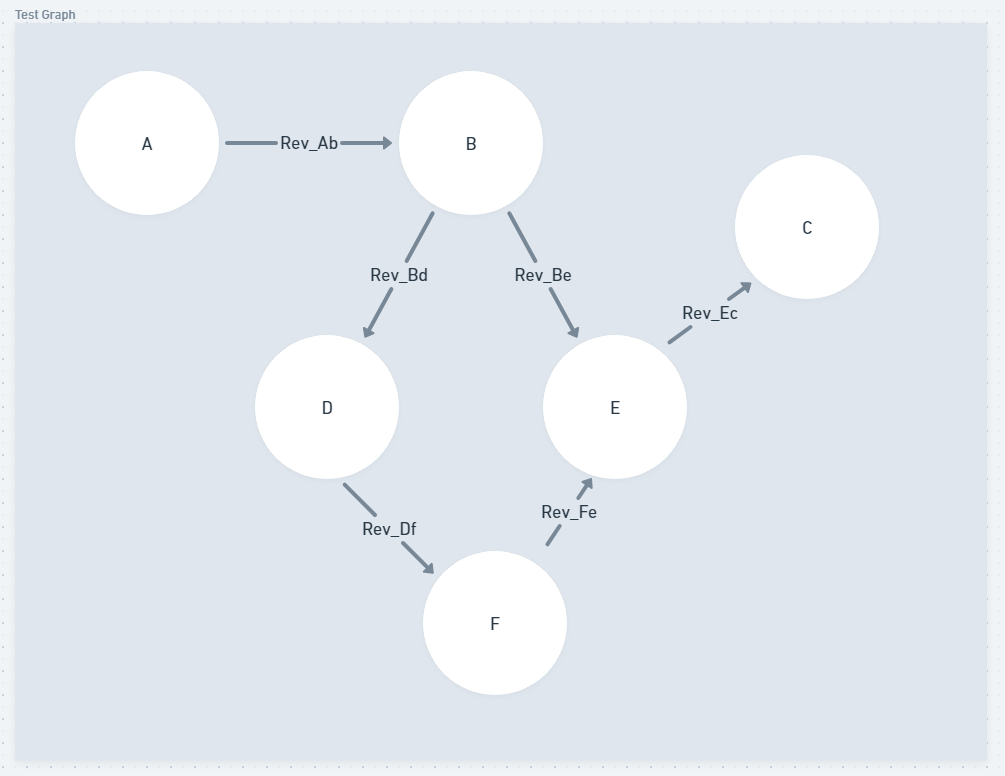 Test Graph
A
Rev_Ab
B
C
Rev_Bd
Rev_Be
Rev_Ec
D
E
Rev_Df
Rev_Fe
F